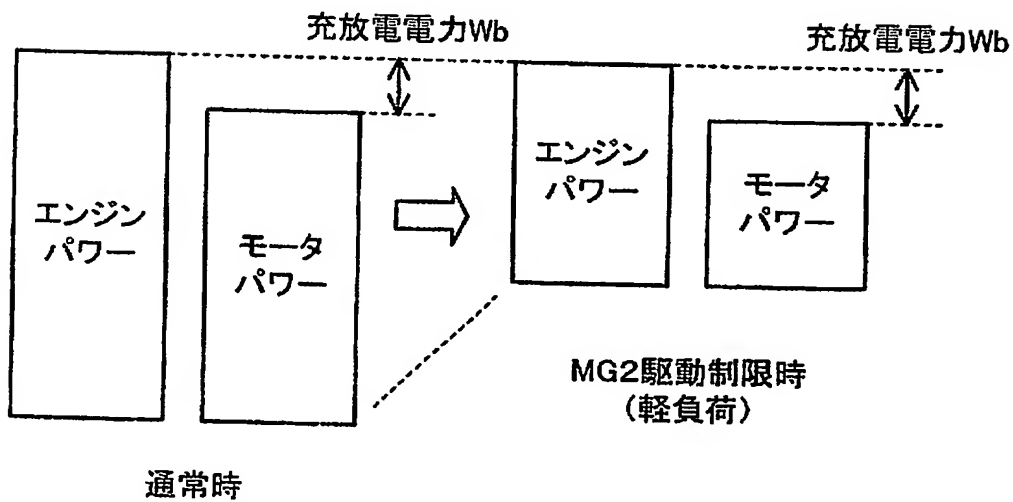 充放電電力Wb
充放電電力Wb
エンジン
パワー
モータ
パワー
エンジン
パワー
モータ
パワー
MG2駆動制限時
（軽負荷）
通常時